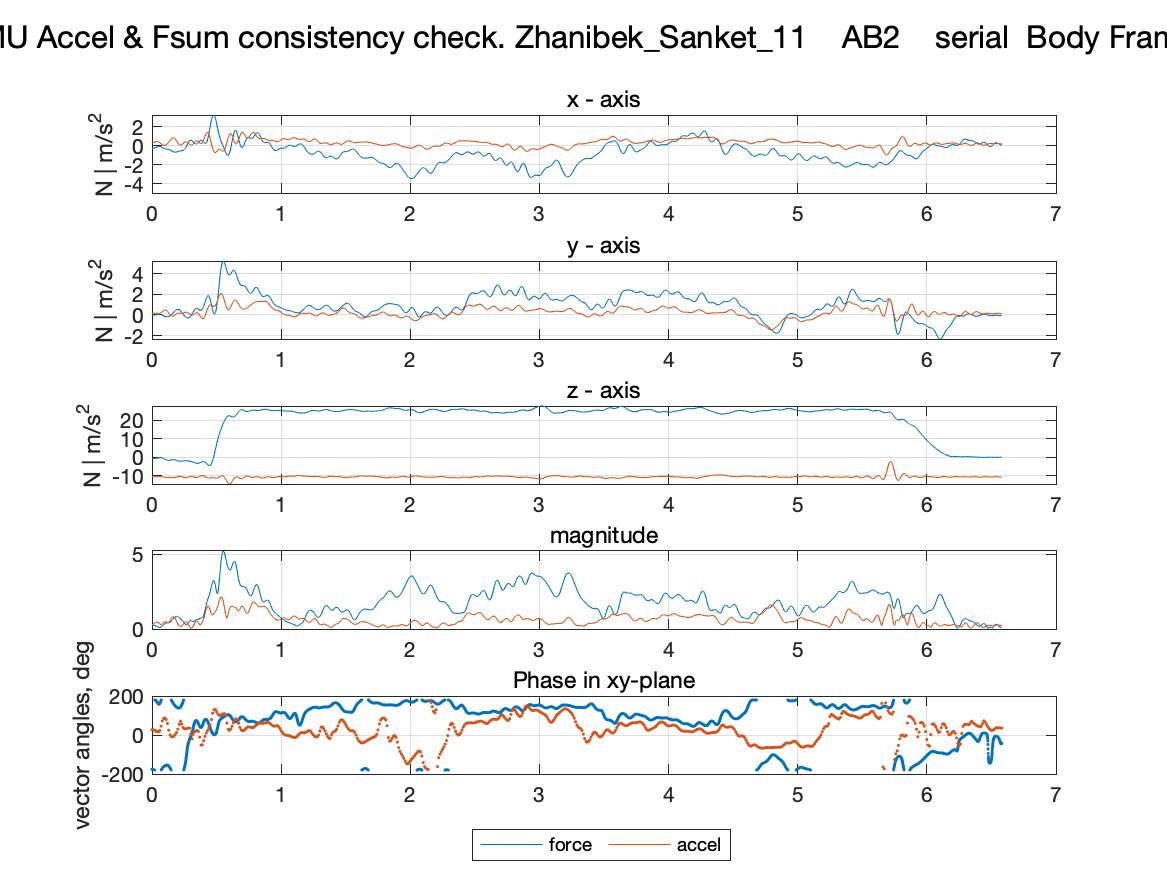 MU Accel & Fsum consistency check. Zhanibek_Sanket_11 AB2 serial Body Fram
x - axis
N | m/s²
2
0
-2
-4
0 1 2 3 4 5 6 7
y - axis
N | m/s²
4
2
0
-2
0 1 2 3 4 5 6 7
z - axis
N | m/s²
20
10
0
-10
0 1 2 3 4 5 6 7
magnitude
5
0
0 1 2 3 4 5 6 7
Phase in xy-plane
vector angles, deg
200
0
-200
0 1 2 3 4 5 6 7
force accel